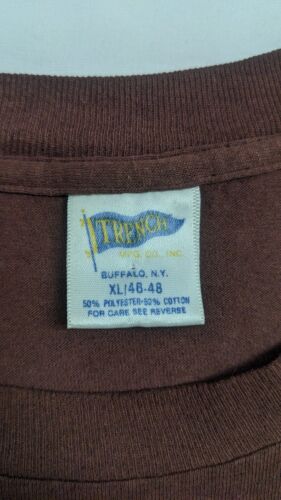 TRENCH
MFG. CO., INC.
BUFFALO, N.Y.
XL/46-48
50% POLYESTER-50% COTTON
FOR CARE SEE REVERSE